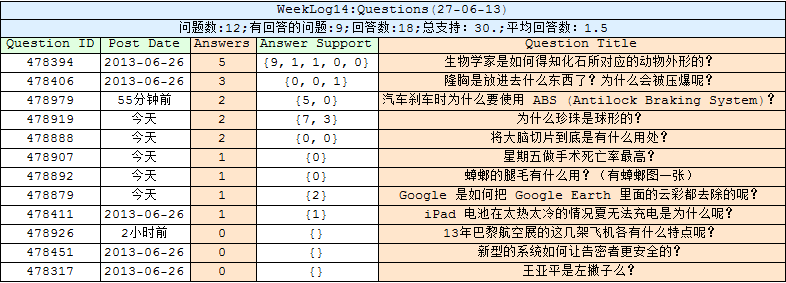 WeekLog14:Questions(27-06-13)
问题数:12;有回答的问题:9;回答数:18;总支持: 30.;平均回答数: 1.5
Question ID Post Date Answers Answer Support Question Title
478394 2013-06-26 5 {9, 1, 1, 0, 0} 生物学家是如何得知化石所对应的动物外形的?
478406 2013-06-26 3 {0, 0, 1} 隆胸是放进去什么东西了? 为什么会被压爆呢?
478979 55分钟前 2 {5, 0} 汽车刹车时为什么要使用 ABS (Antilock Braking System)?
478919 今天 2 {7, 3} 为什么珍珠是球形的?
478888 今天 2 {0, 0} 将大脑切片到底是有什么用处?
478907 今天 1 {0} 星期五做手术死亡率最高?
478892 今天 1 {0} 蟑螂的腿毛有什么用? (有蟑螂图一张)
478879 今天 1 {2} Google 是如何把 Google Earth 里面的云彩都去除的呢?
478411 2013-06-26 1 {1} iPad 电池在太热太冷的情况夏无法充电是为什么呢?
478926 2小时前 0 {} 13年巴黎航空展的这几架飞机各有什么特点呢?
478451 2013-06-26 0 {} 新型的系统如何让告密者更安全的?
478317 2013-06-26 0 {} 王亚平是左撇子么?